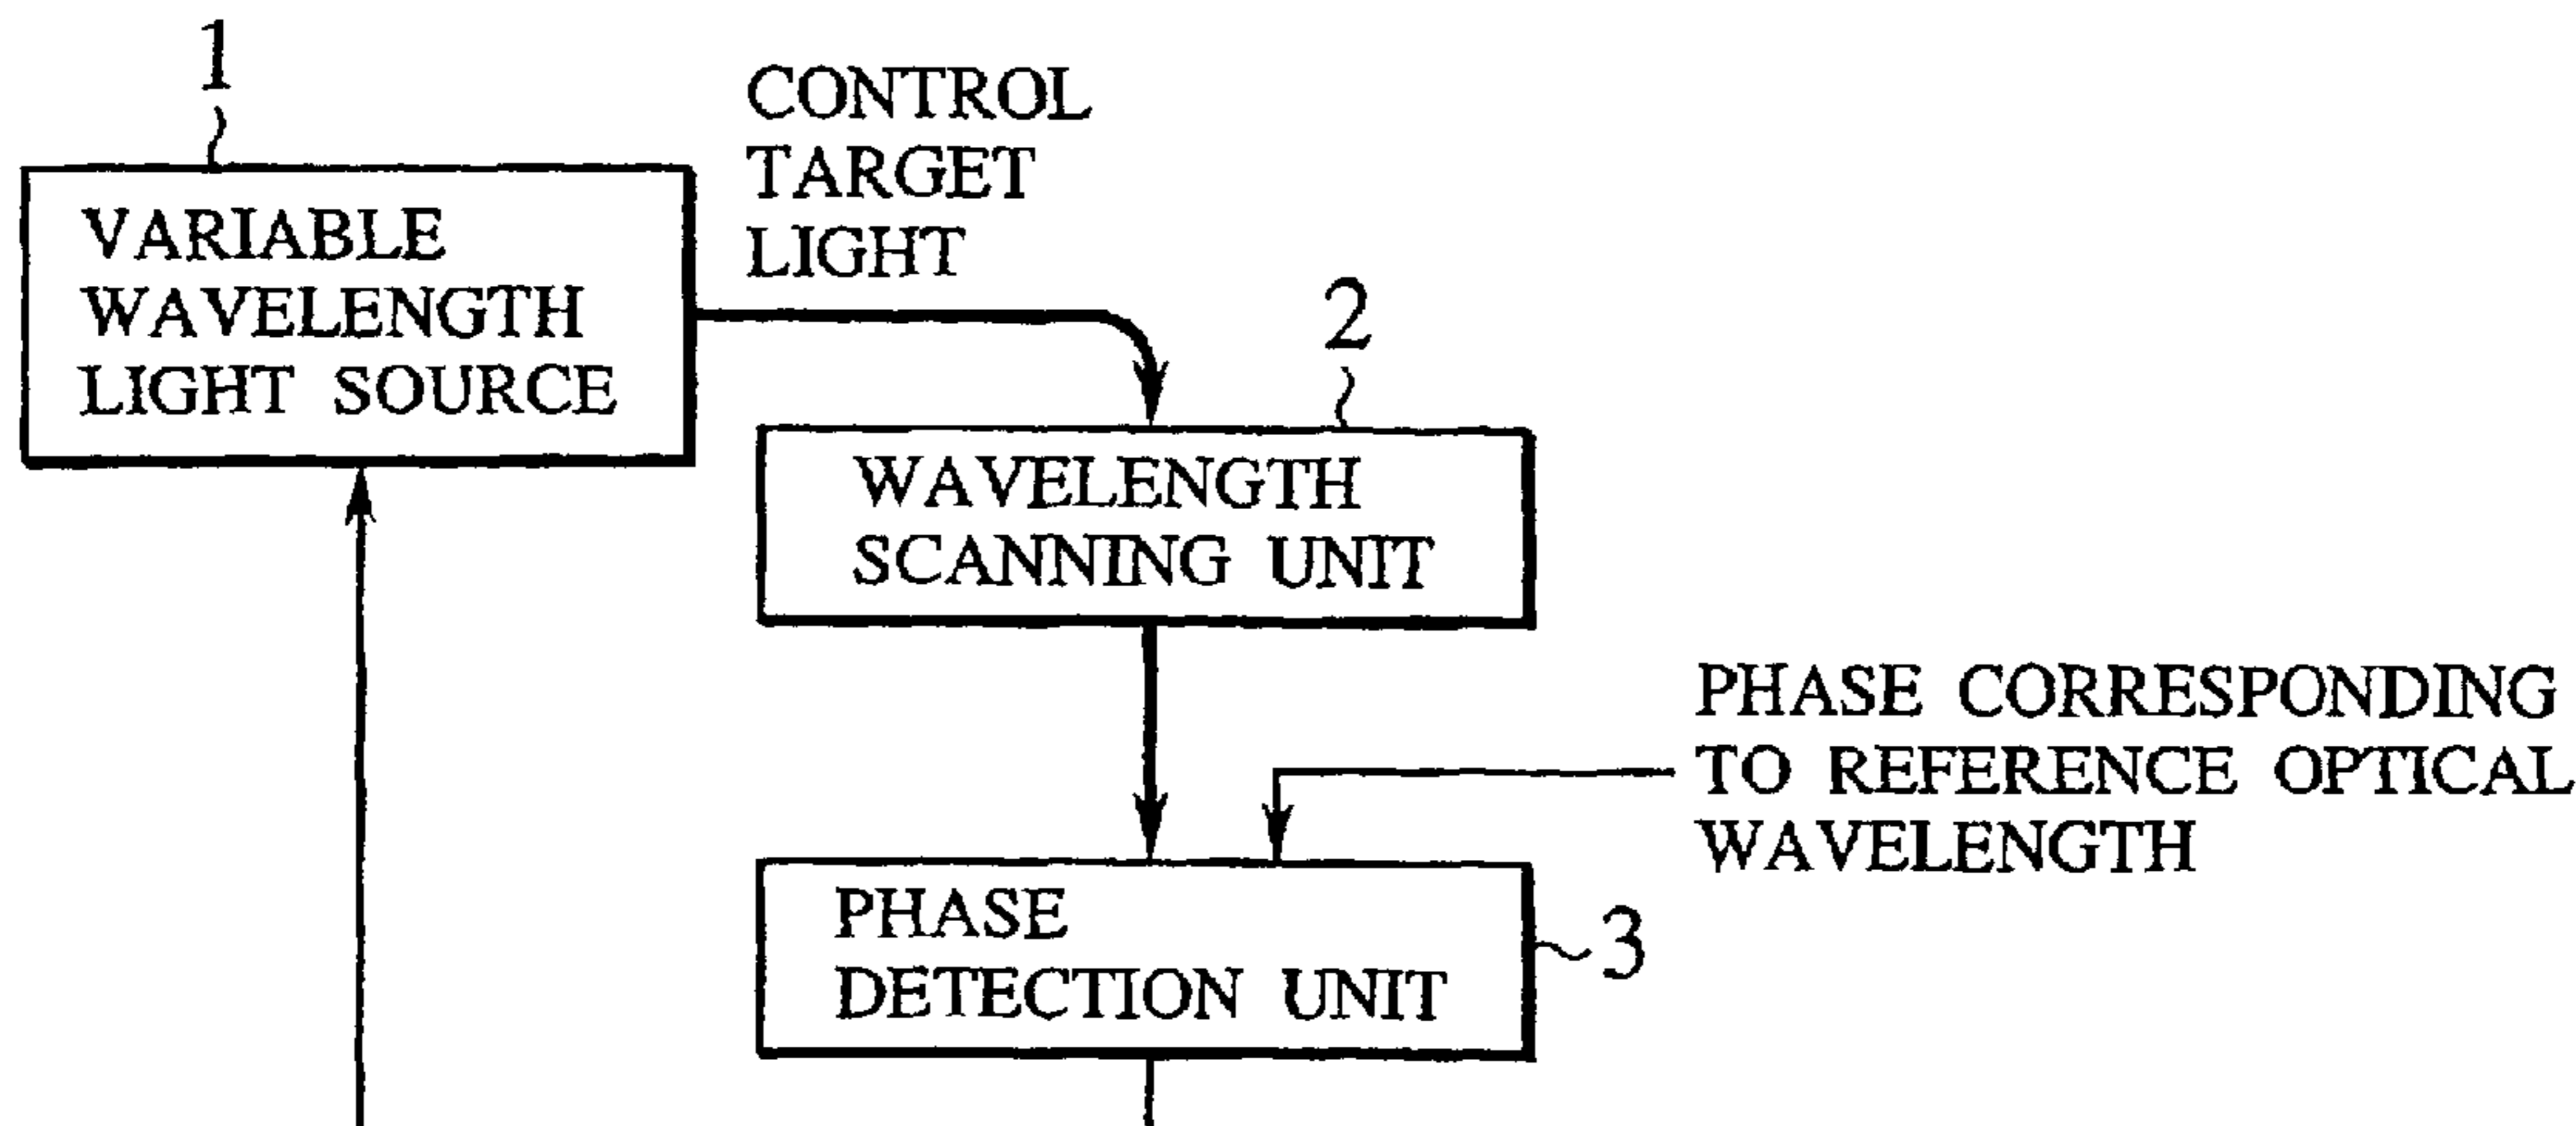 1
VARIABLE
WAVELENGTH
LIGHT SOURCE
CONTROL
TARGET
LIGHT
2
WAVELENGTH
SCANNING UNIT
PHASE CORRESPONDING
TO REFERENCE OPTICAL
WAVELENGTH
PHASE
DETECTION UNIT
3